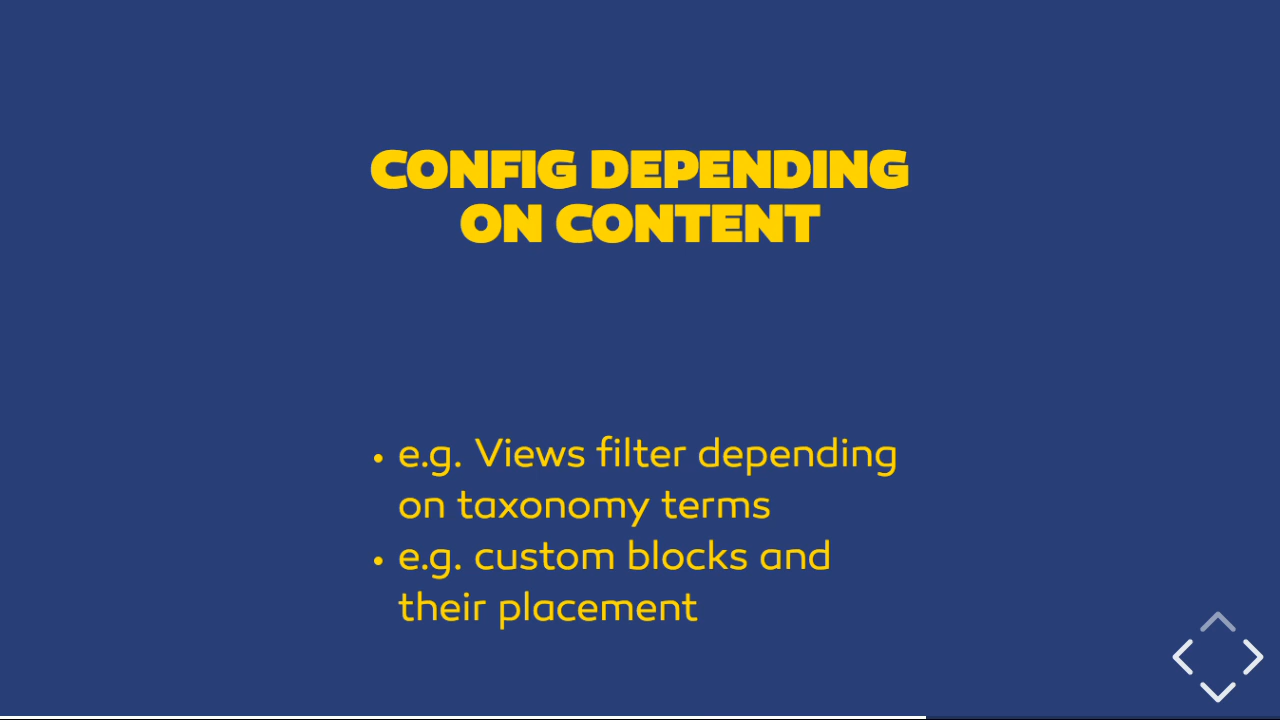 CONFIG DEPENDING
ON CONTENT
• e.g. Views filter depending
on taxonomy terms
• e.g. custom blocks and
their placement